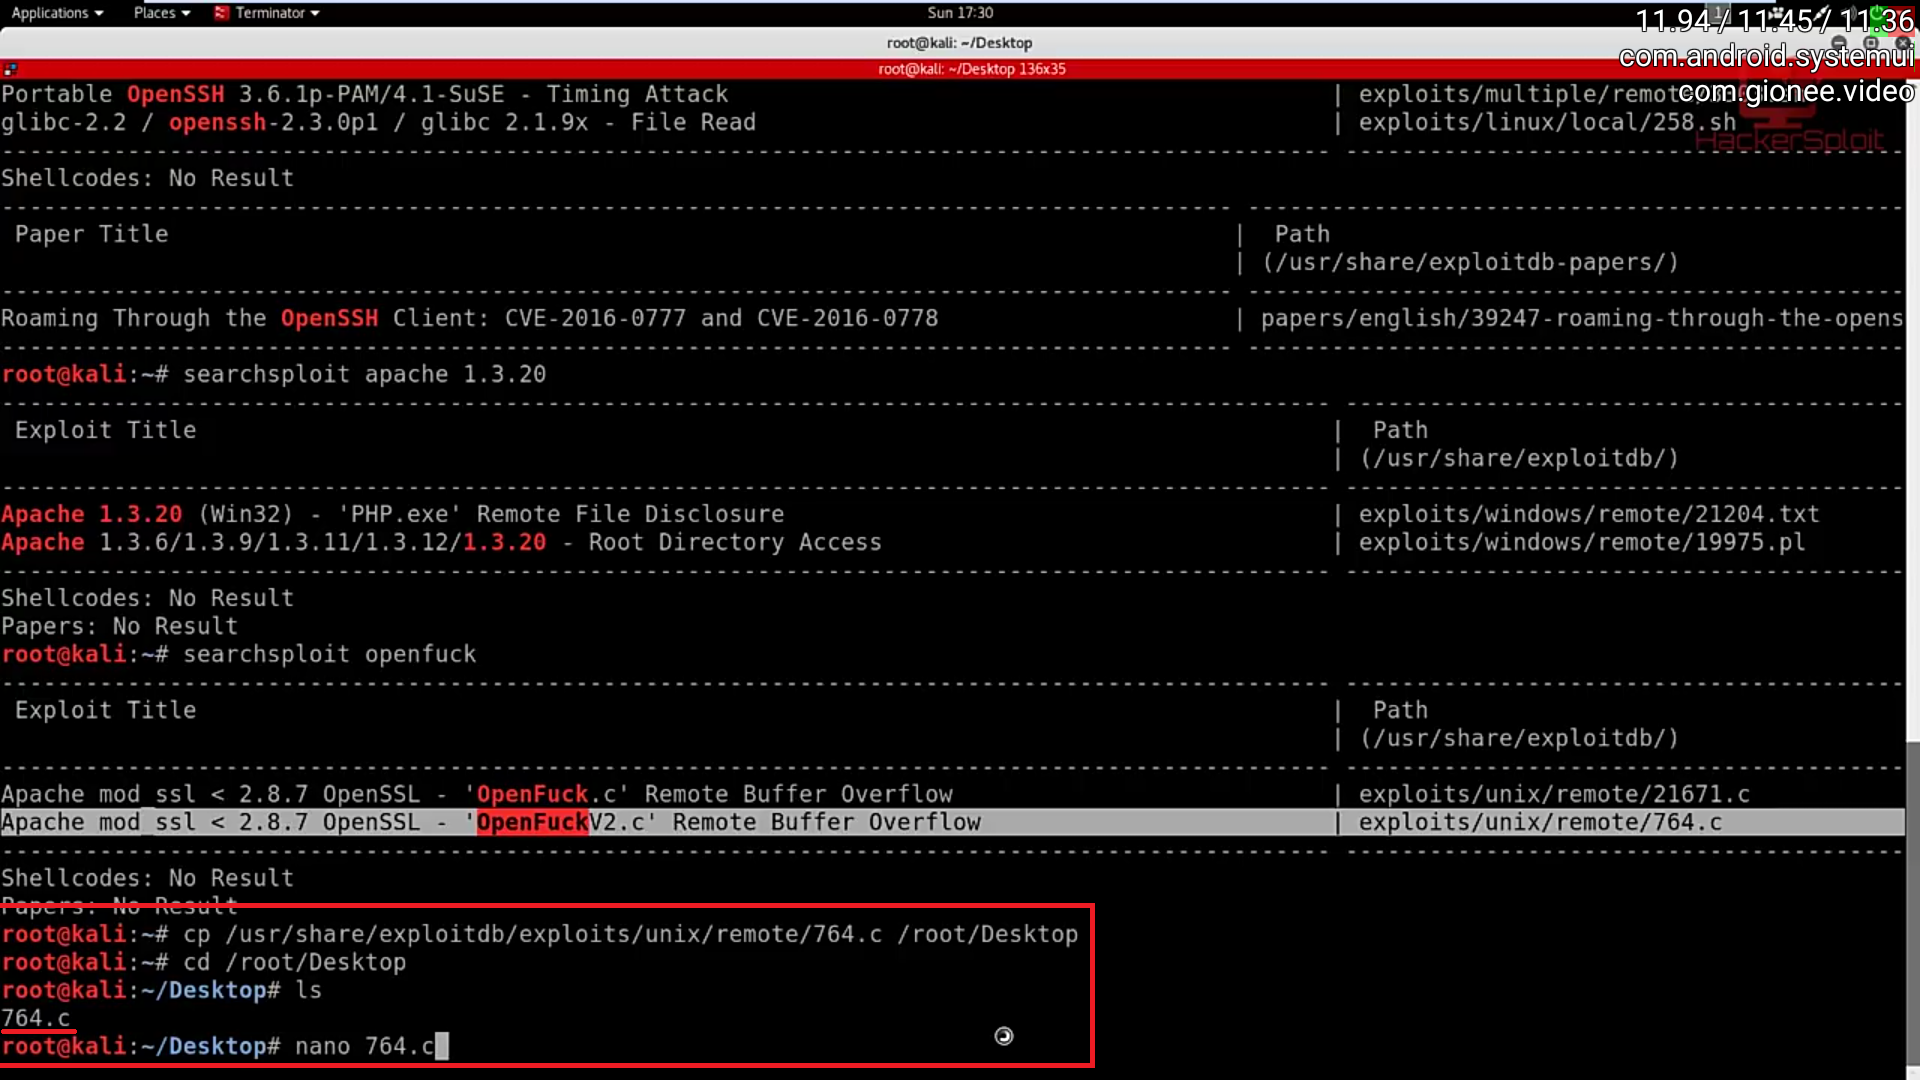 Applications Places Terminator Sun 17:30 1
11.94 / 11.45 / 11.36
root@kali: ~/Desktop
com.android.systemui
root@kali: ~/Desktop 136x35
com.gionee.video
Portable OpenSSH 3.6.1p-PAM/4.1-SuSE - Timing Attack | exploits/multiple/remote
glibc-2.2 / openssh-2.3.0p1 / glibc 2.1.9x - File Read | exploits/linux/local/258.sh
HackerSploit
Shellcodes: No Result
Paper Title | Path
| (/usr/share/exploitdb-papers/)
Roaming Through the OpenSSH Client: CVE-2016-0777 and CVE-2016-0778 | papers/english/39247-roaming-through-the-opens
root@kali:~# searchsploit apache 1.3.20
Exploit Title | Path
| (/usr/share/exploitdb/)
Apache 1.3.20 (Win32) - 'PHP.exe' Remote File Disclosure | exploits/windows/remote/21204.txt
Apache 1.3.6/1.3.9/1.3.11/1.3.12/1.3.20 - Root Directory Access | exploits/windows/remote/19975.pl
Shellcodes: No Result
Papers: No Result
root@kali:~# searchsploit openfuck
Exploit Title | Path
| (/usr/share/exploitdb/)
Apache mod_ssl < 2.8.7 OpenSSL - 'OpenFuck.c' Remote Buffer Overflow | exploits/unix/remote/21671.c
Apache mod_ssl < 2.8.7 OpenSSL - 'OpenFuckV2.c' Remote Buffer Overflow | exploits/unix/remote/764.c
Shellcodes: No Result
Papers: No Result
root@kali:~# cp /usr/share/exploitdb/exploits/unix/remote/764.c /root/Desktop
root@kali:~# cd /root/Desktop
root@kali:~/Desktop# ls
764.c
root@kali:~/Desktop# nano 764.c